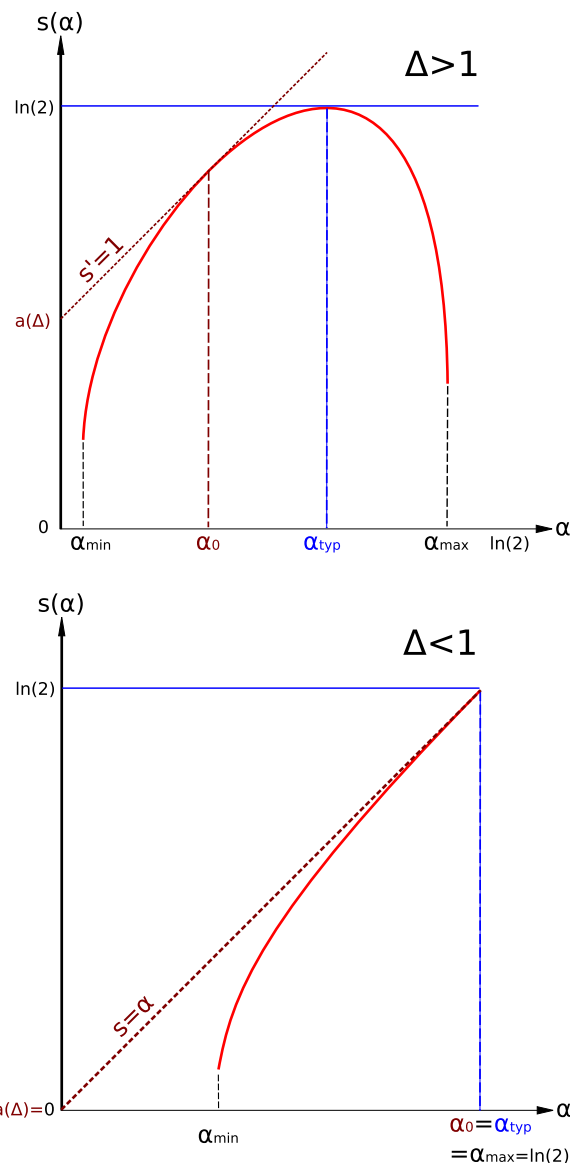 s(α)
Δ>1
ln(2)
s'=1
a(Δ)
0
αmin α0 αtyp αmax ln(2) α
s(α)
Δ<1
ln(2)
s=α
a(Δ)=0
α
αmin
α0=αtyp
=αmax=ln(2)